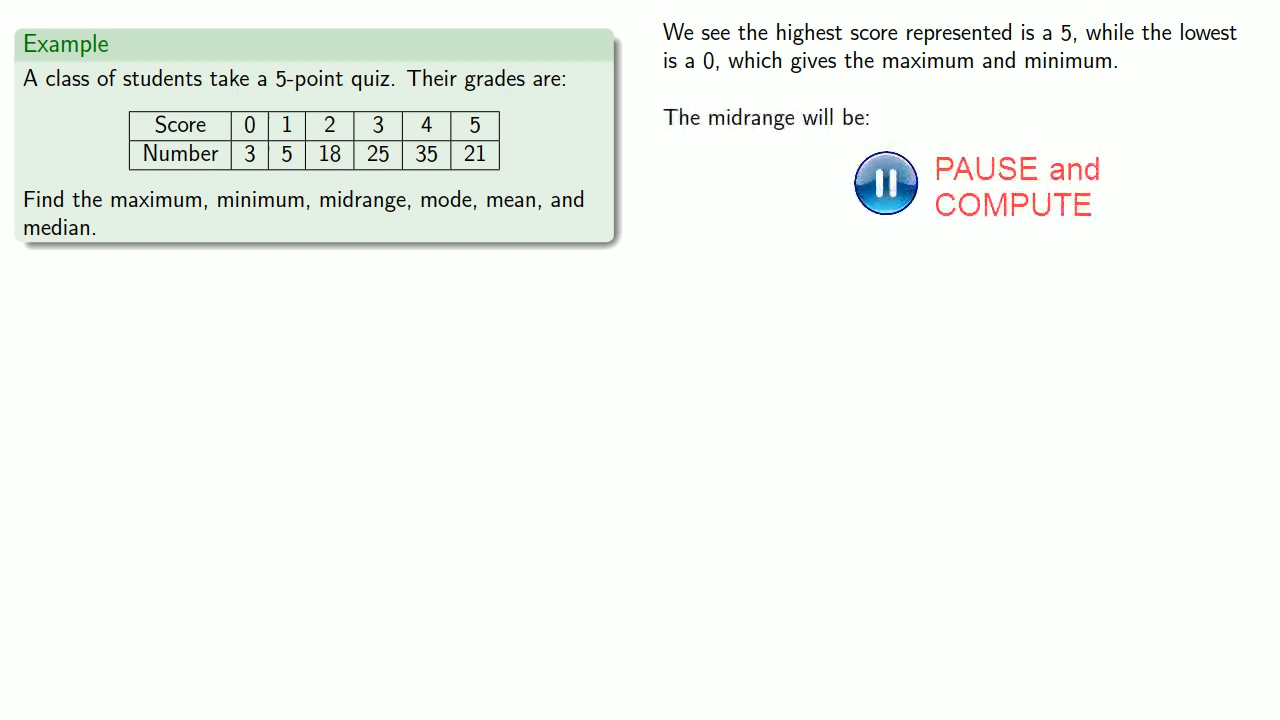 Example
A class of students take a 5-point quiz. Their grades are:
Score 0 1 2 3 4 5
Number 3 5 18 25 35 21
Find the maximum, minimum, midrange, mode, mean, and
median.
We see the highest score represented is a 5, while the lowest
is a 0, which gives the maximum and minimum.
The midrange will be:
PAUSE and
COMPUTE